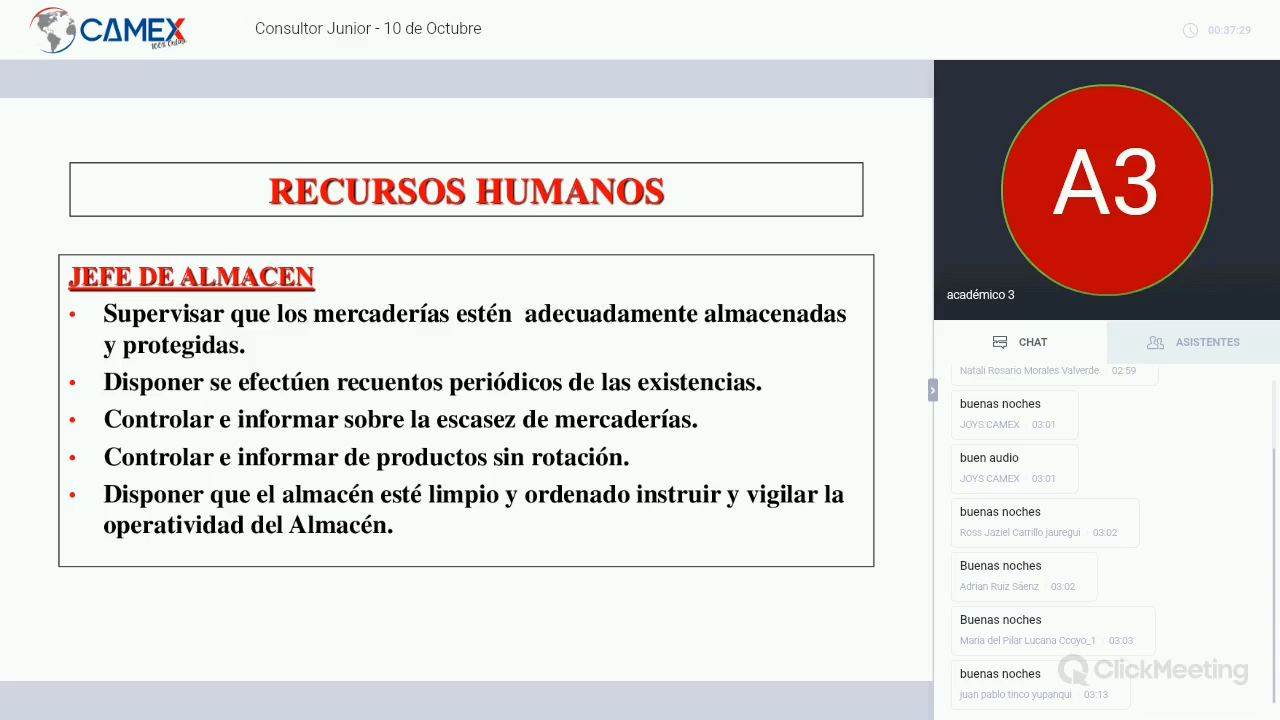 CAMEX
100% Online
Consultor Junior - 10 de Octubre
00:37:29
RECURSOS HUMANOS
JEFE DE ALMACEN
• Supervisar que los mercaderías estén adecuadamente almacenadas
y protegidas.
• Disponer se efectúen recuentos periódicos de las existencias.
• Controlar e informar sobre la escasez de mercaderías.
• Controlar e informar de productos sin rotación.
• Disponer que el almacén esté limpio y ordenado instruir y vigilar la
operatividad del Almacén.
A3
académico 3
CHAT
ASISTENTES
Natali Rosario Morales Valverde 02:59
buenas noches
JOYS CAMEX 03:01
buen audio
JOYS CAMEX 03:01
buenas noches
Ross Jaziel Carrillo jauregui 03:02
Buenas noches
Adrian Ruiz Sáenz 03:02
Buenas noches
Maria del Pilar Lucana Ccoyo_1 03:03
buenas noches
juan pablo tinco yupanqui 03:13
ClickMeeting